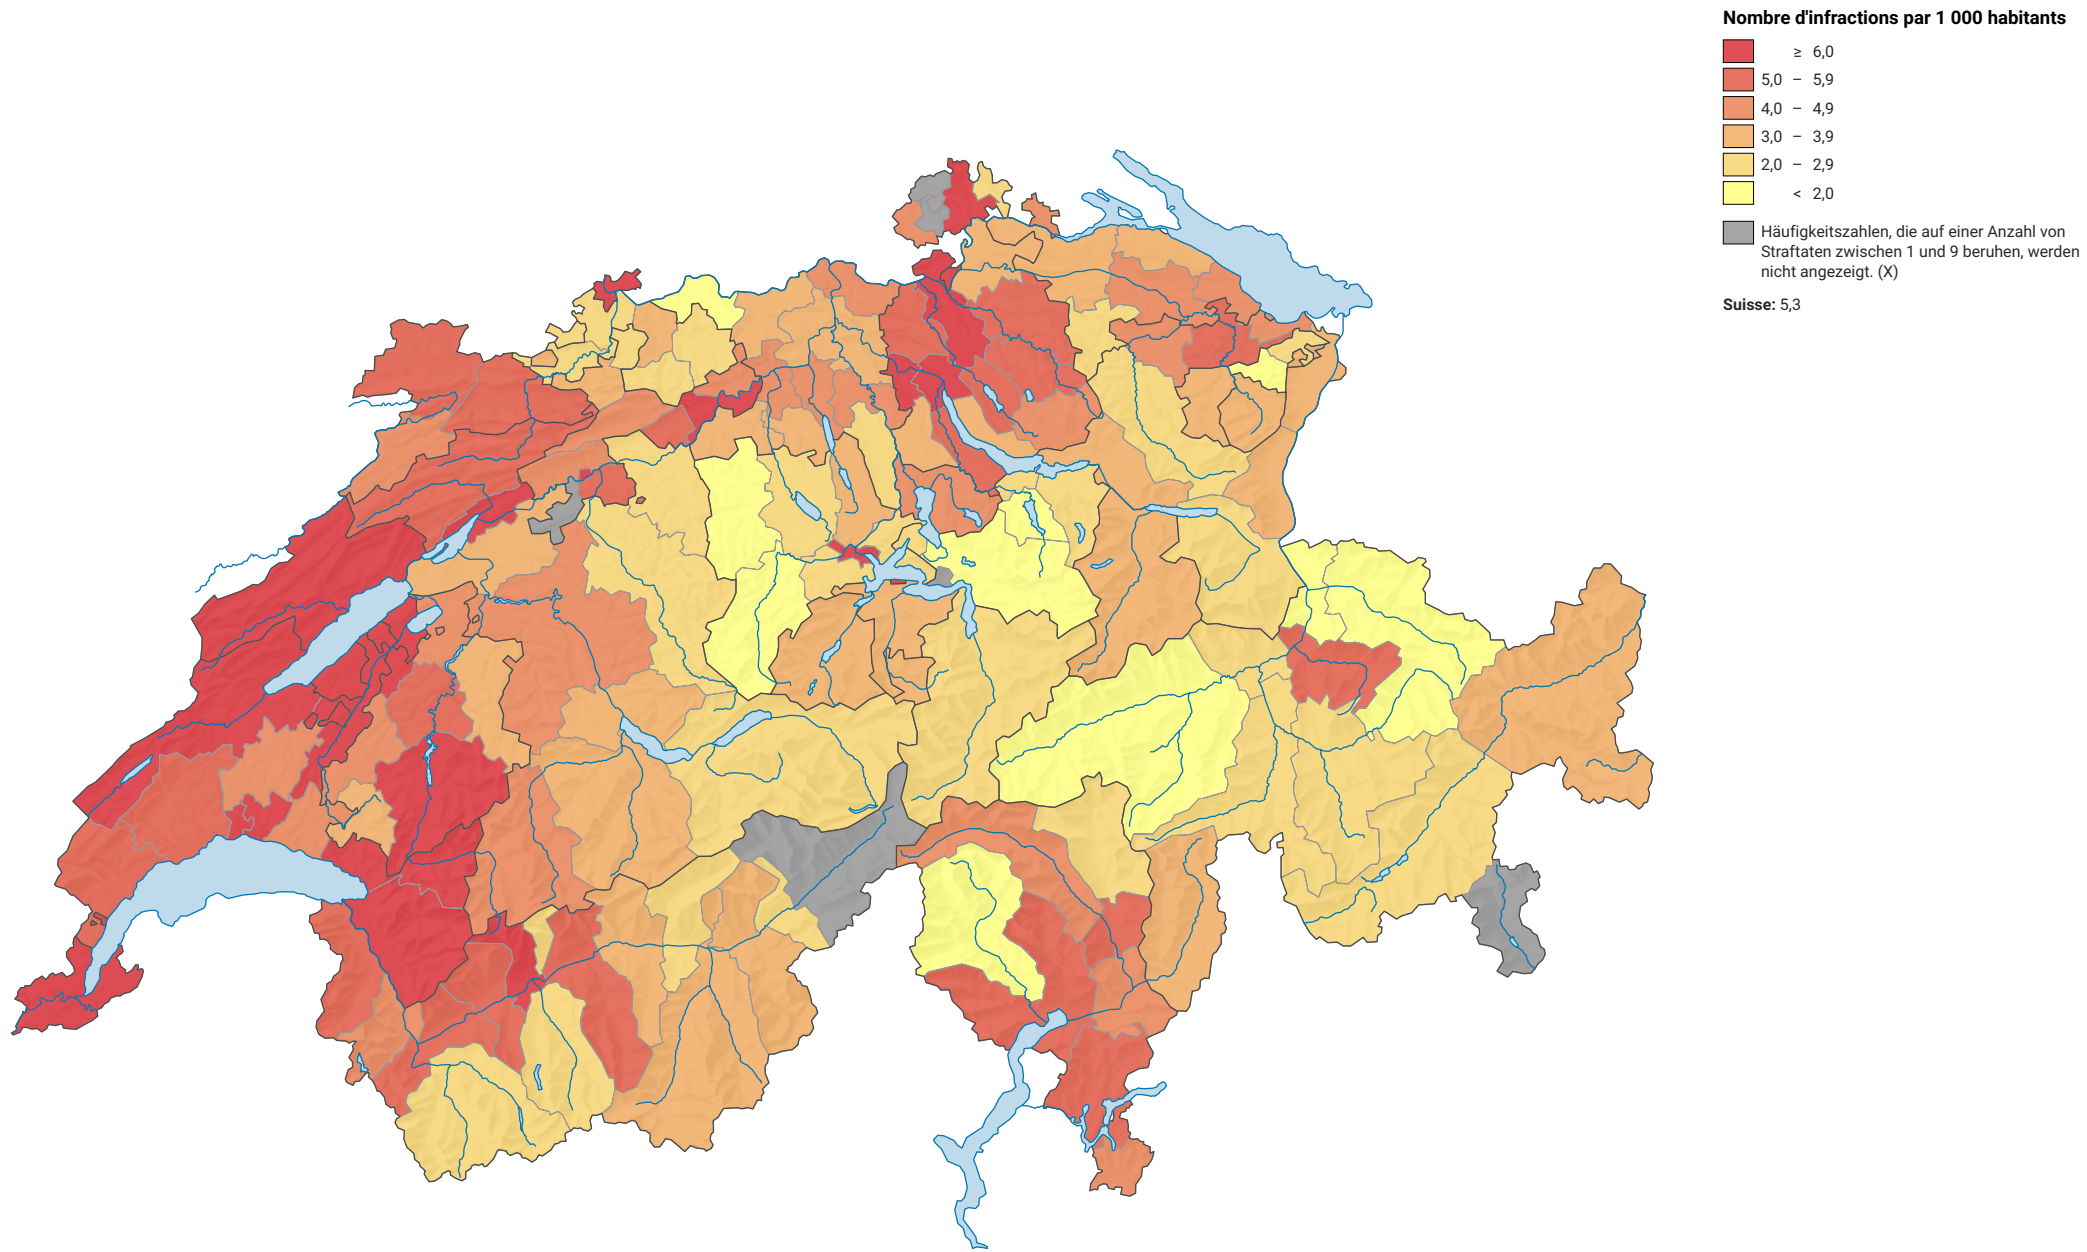 Nombre d'infractions par 1 000 habitants
≥ 6,0
5,0 – 5,9
4,0 – 4,9
3,0 – 3,9
2,0 – 2,9
< 2,0
Häufigkeitszahlen, die auf einer Anzahl von
Straftaten zwischen 1 und 9 beruhen, werden
nicht angezeigt. (X)
Suisse: 5,3